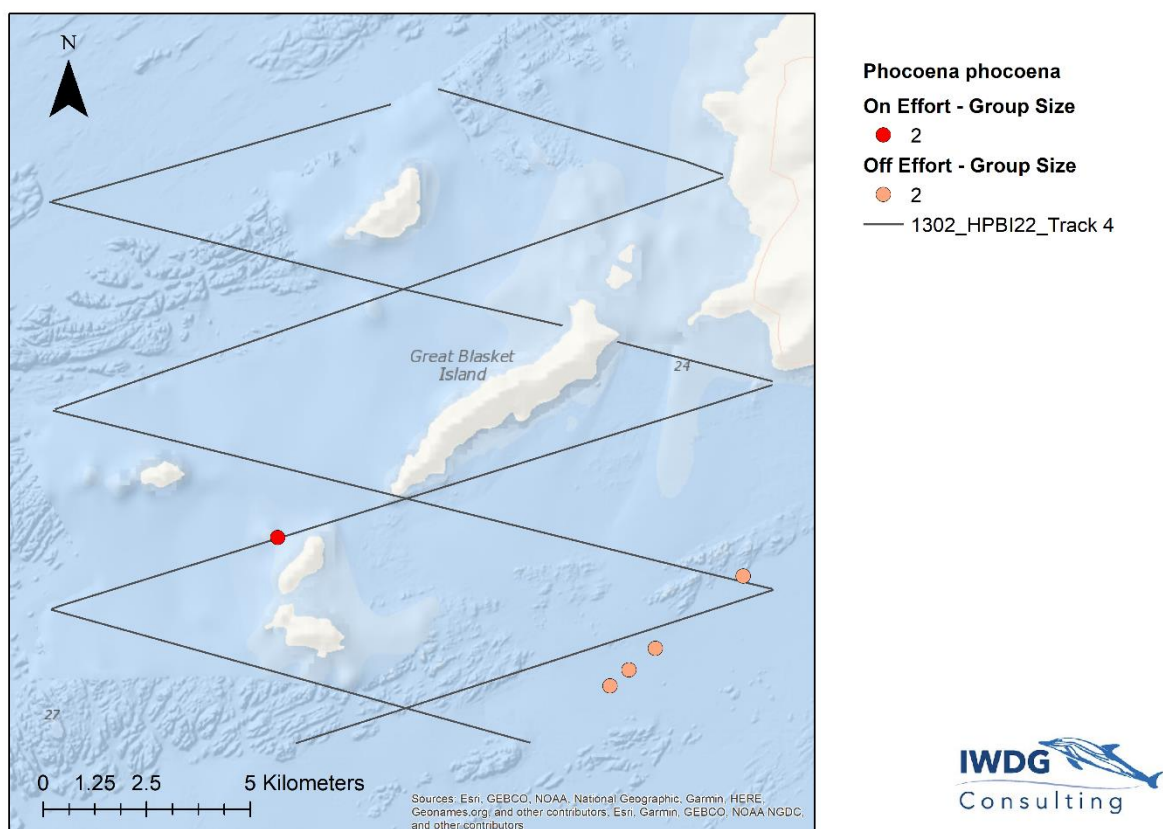 N
Great Blasket
Island
24
27
0 1.25 2.5 5 Kilometers
Sources: Esri, GEBCO, NOAA, National Geographic, Garmin, HERE,
Geonames.org, and other contributors, Esri, Garmin, GEBCO, NOAA NGDC,
and other contributors
Phocoena phocoena
On Effort - Group Size
2
Off Effort - Group Size
2
1302_HPBI22_Track 4
IWDG
Consulting